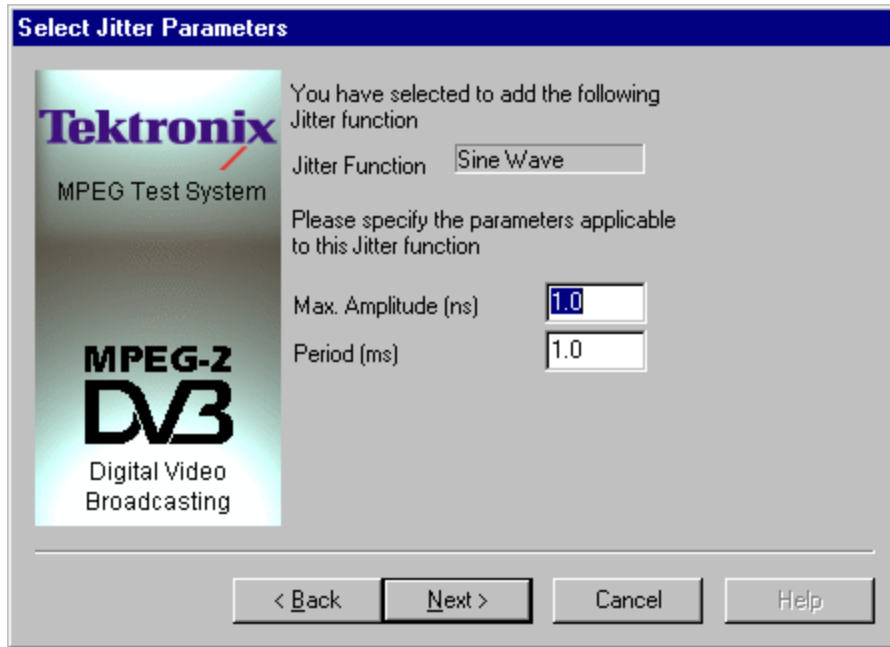 Select Jitter Parameters
Tektronix
MPEG Test System
MPEG-2
DVB
Digital Video
Broadcasting
You have selected to add the following
Jitter function
Jitter Function Sine Wave
Please specify the parameters applicable
to this Jitter function
Max. Amplitude (ns) 1.0
Period (ms) 1.0
< Back Next > Cancel Help